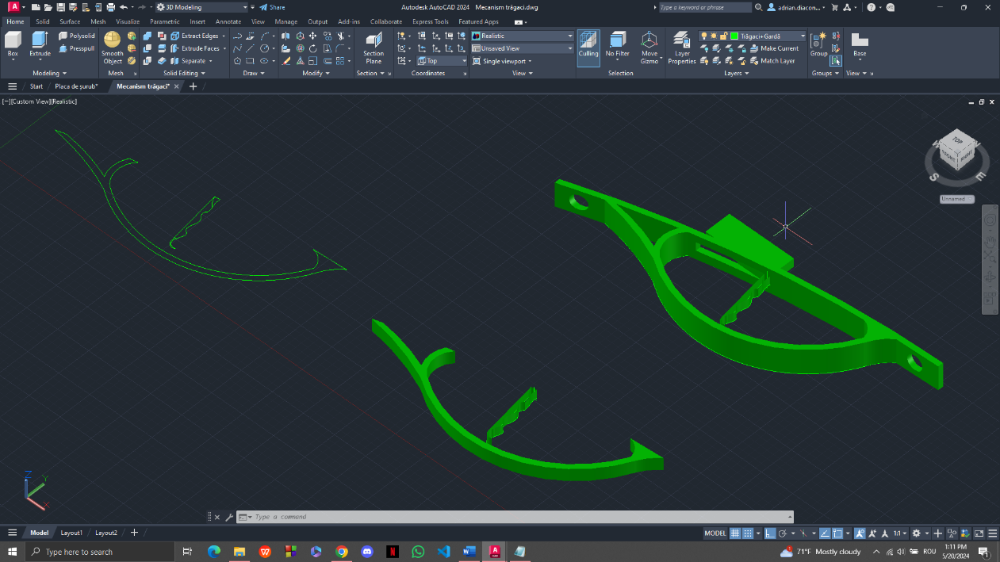 Autodesk AutoCAD 2024   Mecanism trăgaci.dwg
3D Modeling
Share
Type a keyword or phrase
adrian.diacon...
Home Solid Surface Mesh Visualize Parametric Insert Annotate View Manage Output Add-ins Collaborate Express Tools Featured Apps
Box
Extrude
Polysolid
Presspull
Modeling
Smooth
Object
Mesh
Extract Edges
Extrude Faces
Separate
Solid Editing
Draw
Modify
Section
Plane
Section
Top
Coordinates
Realistic
Unsaved View
Single viewport
View
Culling
No Filter
Move
Gizmo
Selection
Layer
Properties
Trăgaci+Gardă
Make Current
Match Layer
Layers
Group
Groups
Base
View
Start
Placa de șurub*
Mecanism trăgaci*
[−][Custom View][Realistic]
TOP
FRONT
RIGHT
W
S
E
Unnamed
Z
Y
X
Type a command
Model Layout1 Layout2
MODEL
1:1
Type here to search
71°F Mostly cloudy
ROU
1:11 PM
5/20/2024
1